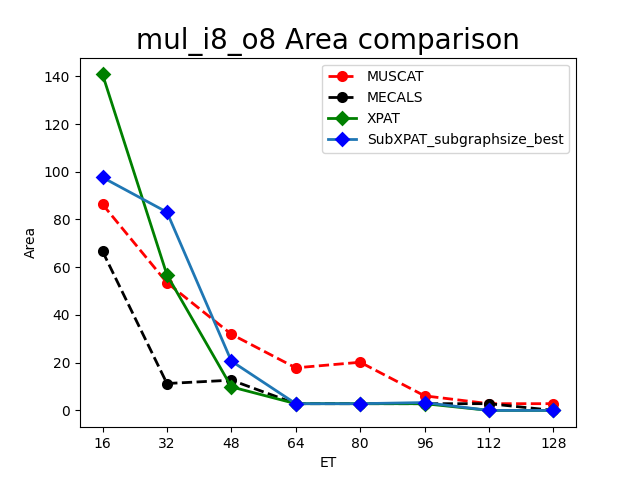 mul_i8_o8 Area comparison
MUSCAT
MECALS
XPAT
SubXPAT_subgraphsize_best
140
120
100
80
60
40
20
0
Area
16 32 48 64 80 96 112 128
ET